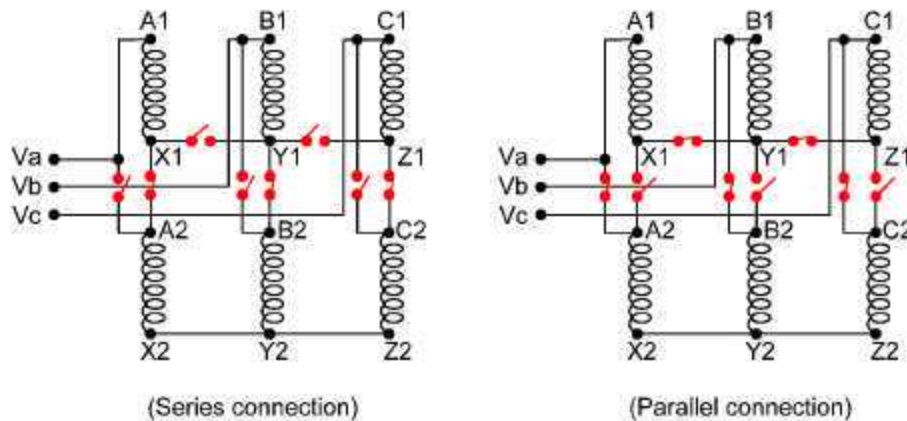 A1 B1 C1 A1 B1 C1
X1 Y1 Z1 X1 Y1 Z1
Va Va
Vb Vb
Vc Vc
A2 B2 C2 A2 B2 C2
X2 Y2 Z2 X2 Y2 Z2
(Series connection) (Parallel connection)